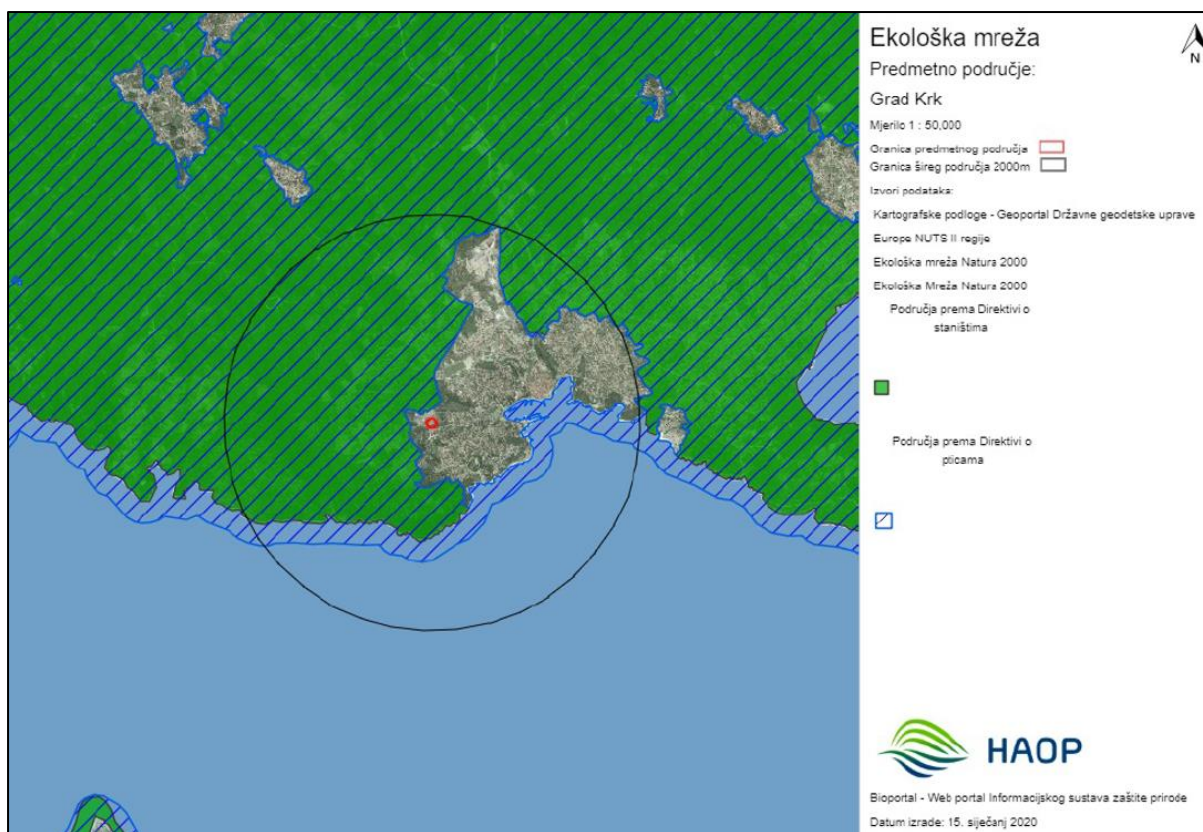 Ekološka mreža
N
Predmetno područje:
Grad Krk
Mjerilo 1 : 50,000
Granica predmetnog područja
Granica šireg područja 2000m
Izvori podataka:
Kartografske podloge - Geoportal Državne geodetske uprave
Europe NUTS II regije
Ekološka mreža Natura 2000
Ekološka Mreža Natura 2000
Područja prema Direktivi o
staništima
Područja prema Direktivi o
pticama
HAOP
Bioportal - Web portal Informacijskog sustava zaštite prirode
Datum izrade: 15. siječanj 2020